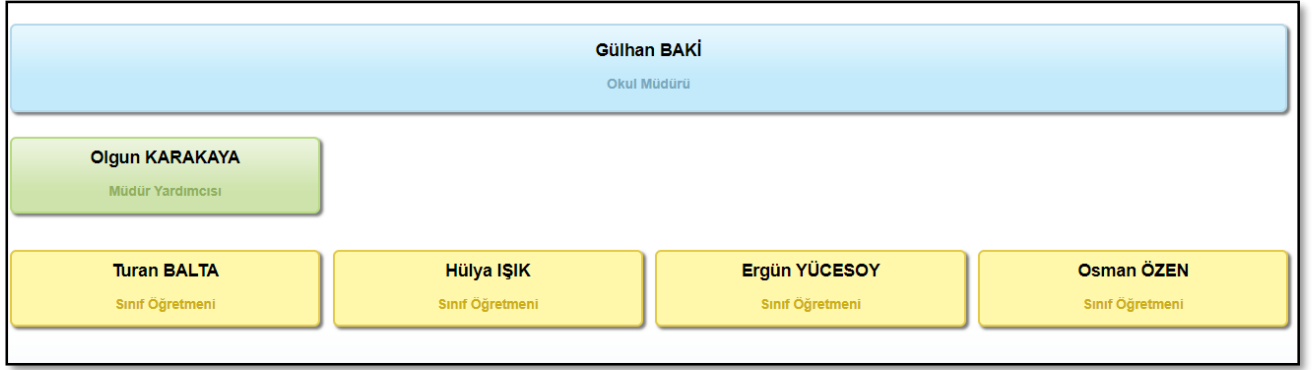 Gülhan BAKİ
Okul Müdürü
Olgun KARAKAYA
Müdür Yardımcısı
Turan BALTA
Sınıf Öğretmeni
Hülya IŞIK
Sınıf Öğretmeni
Ergün YÜCESOY
Sınıf Öğretmeni
Osman ÖZEN
Sınıf Öğretmeni